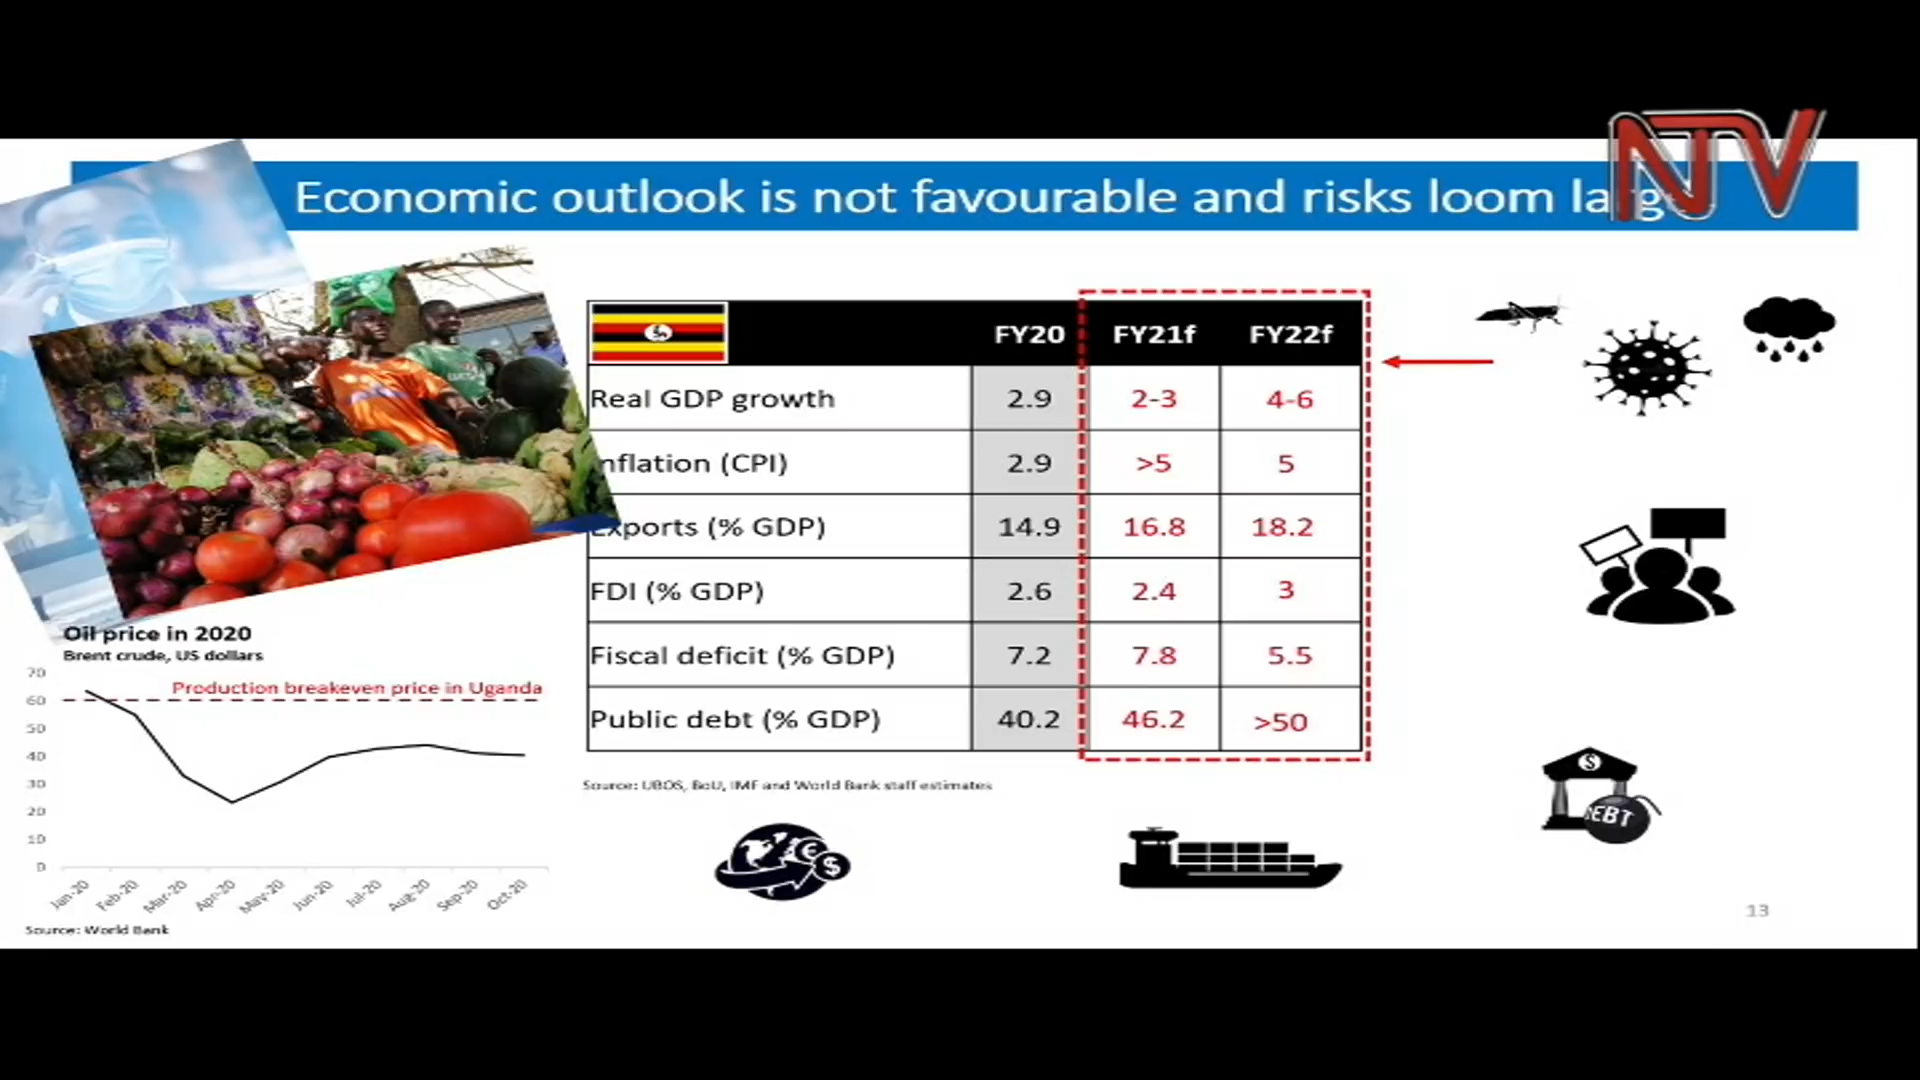 NTV
Economic outlook is not favourable and risks loom large
FY20 FY21f FY22f
Real GDP growth 2.9 2-3 4-6
nflation (CPI) 2.9 >5 5
xports (% GDP) 14.9 16.8 18.2
FDI (% GDP) 2.6 2.4 3
Fiscal deficit (% GDP) 7.2 7.8 5.5
Public debt (% GDP) 40.2 46.2 >50
Source: UBOS, BoU, IMF and World Bank staff estimates
Oil price in 2020
Brent crude, US dollars
Production breakeven price in Uganda
70
60
50
40
30
20
10
0
Jan-20 Feb-20 Mar-20 Apr-20 May-20 Jun-20 Jul-20 Aug-20 Sep-20 Oct-20
Source: World Bank
$
DEBT
€
$
13